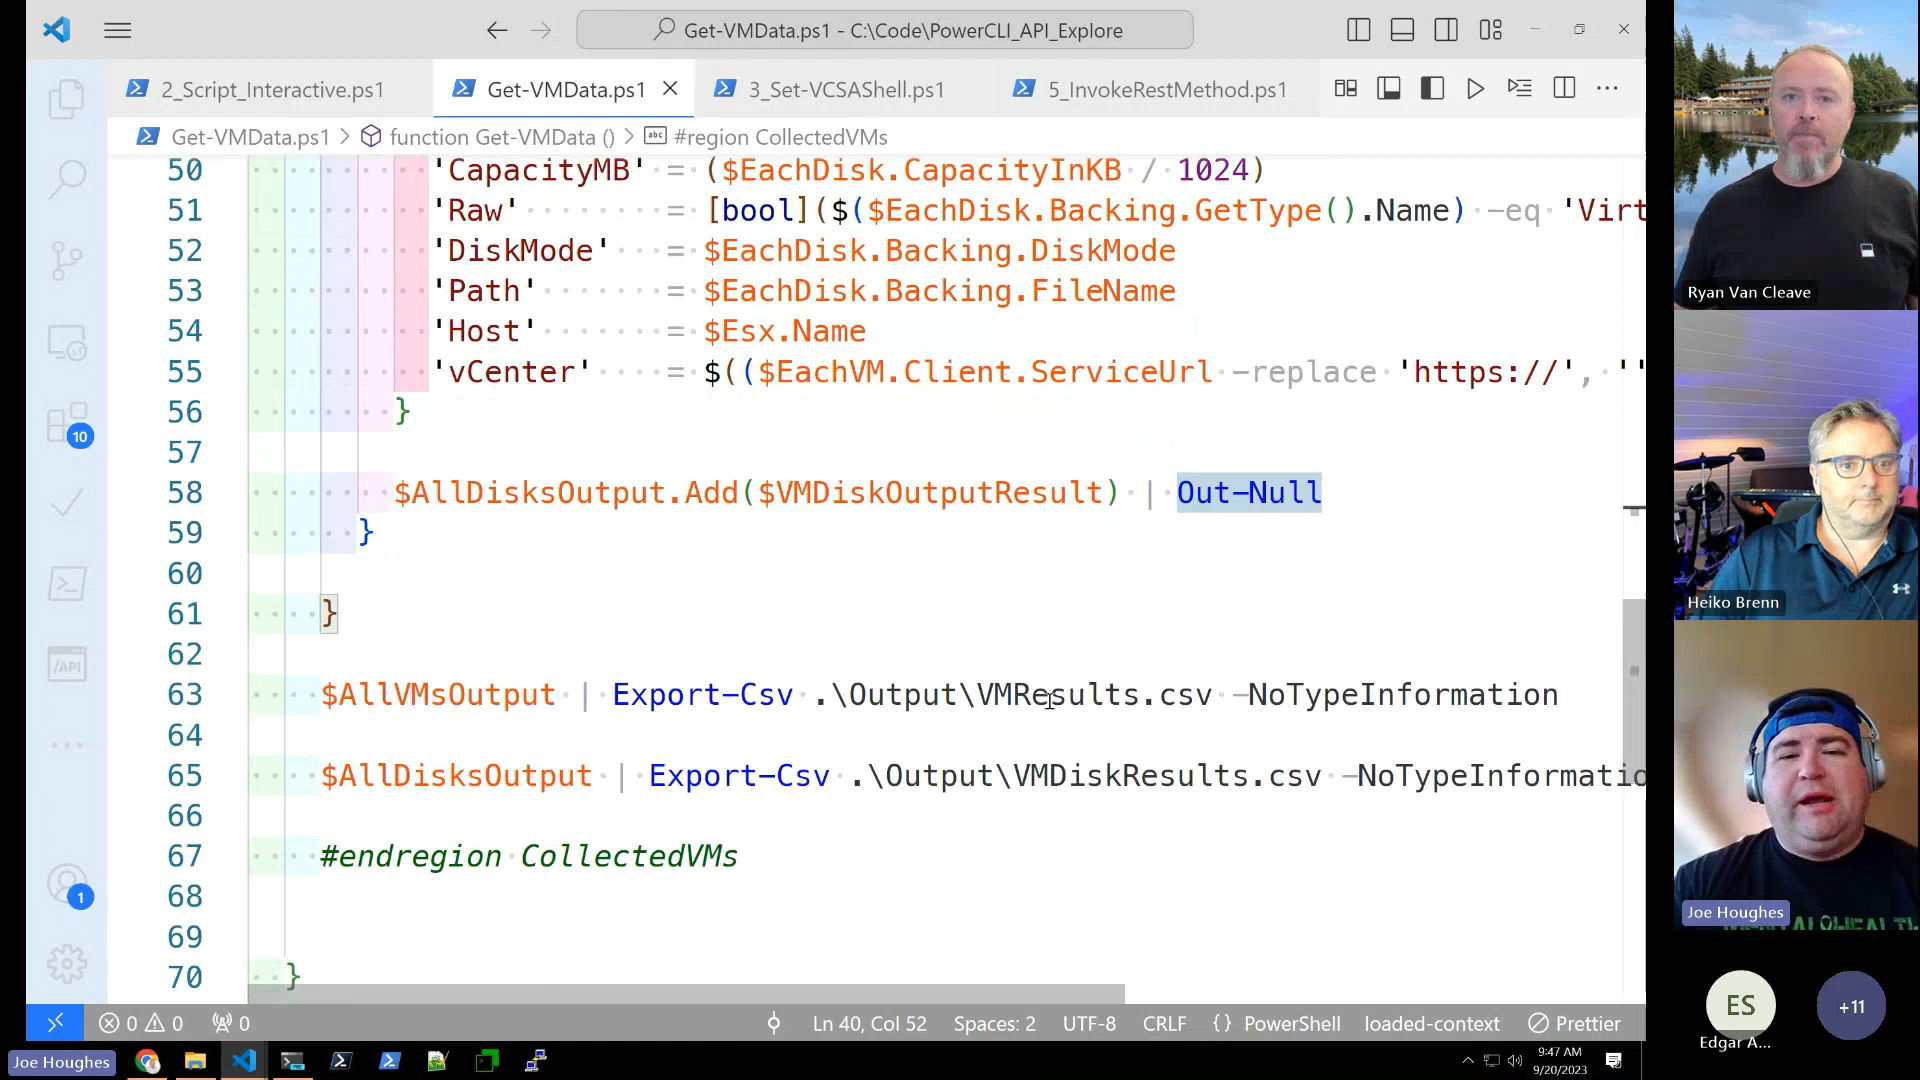 Get-VMData.ps1 - C:\Code\PowerCLI_API_Explore
2_Script_Interactive.ps1
Get-VMData.ps1
3_Set-VCSAShell.ps1
5_InvokeRestMethod.ps1
Get-VMData.ps1 > function Get-VMData () > #region CollectedVMs
50 'CapacityMB' = ($EachDisk.CapacityInKB / 1024)
51 'Raw' = [bool]($($EachDisk.Backing.GetType().Name) -eq 'Virt
52 'DiskMode' = $EachDisk.Backing.DiskMode
53 'Path' = $EachDisk.Backing.FileName
54 'Host' = $Esx.Name
55 'vCenter' = $(($EachVM.Client.ServiceUrl -replace 'https://', ''
56 }
57
58 $AllDisksOutput.Add($VMDiskOutputResult) | Out-Null
59 }
60
61 }
62
63 $AllVMsOutput | Export-Csv .\Output\VMResults.csv -NoTypeInformation
64
65 $AllDisksOutput | Export-Csv .\Output\VMDiskResults.csv -NoTypeInformatio
66
67 #endregion CollectedVMs
68
69
70 }
10
/API
1
0 0 0
Ln 40, Col 52
Spaces: 2
UTF-8
CRLF
{} PowerShell
loaded-context
Prettier
Joe Houghes
9:47 AM
9/20/2023
Ryan Van Cleave
Heiko Brenn
Joe Houghes
ES
Edgar A...
+11